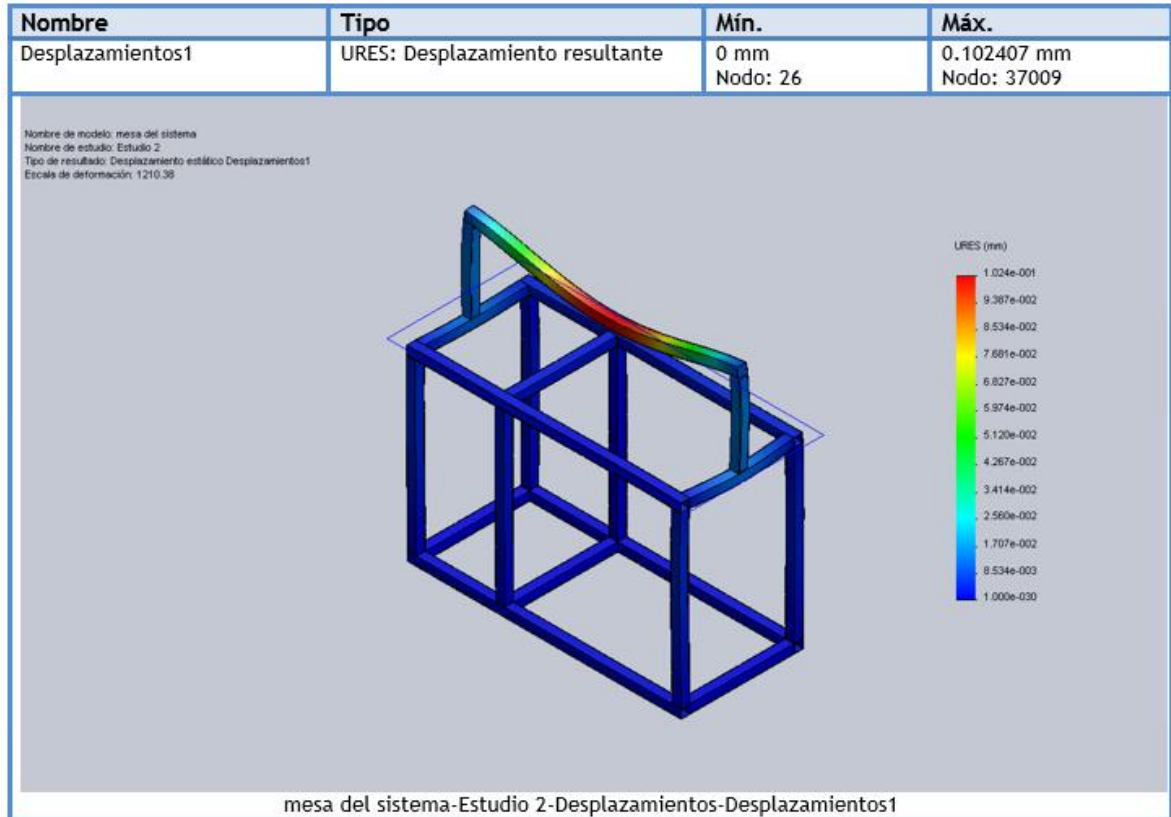 Nombre Tipo Mín. Máx.
Desplazamientos1 URES: Desplazamiento resultante 0 mm 0.102407 mm
Nodo: 26 Nodo: 37009
Nombre de modelo: mesa del sistema
Nombre de estudio: Estudio 2
Tipo de resultado: Desplazamiento estático Desplazamientos1
Escala de deformación: 1210.38
URES (mm)
1.024e-001
9.387e-002
8.534e-002
7.681e-002
6.827e-002
5.974e-002
5.120e-002
4.267e-002
3.414e-002
2.560e-002
1.707e-002
8.534e-003
1.000e-030
mesa del sistema-Estudio 2-Desplazamientos-Desplazamientos1